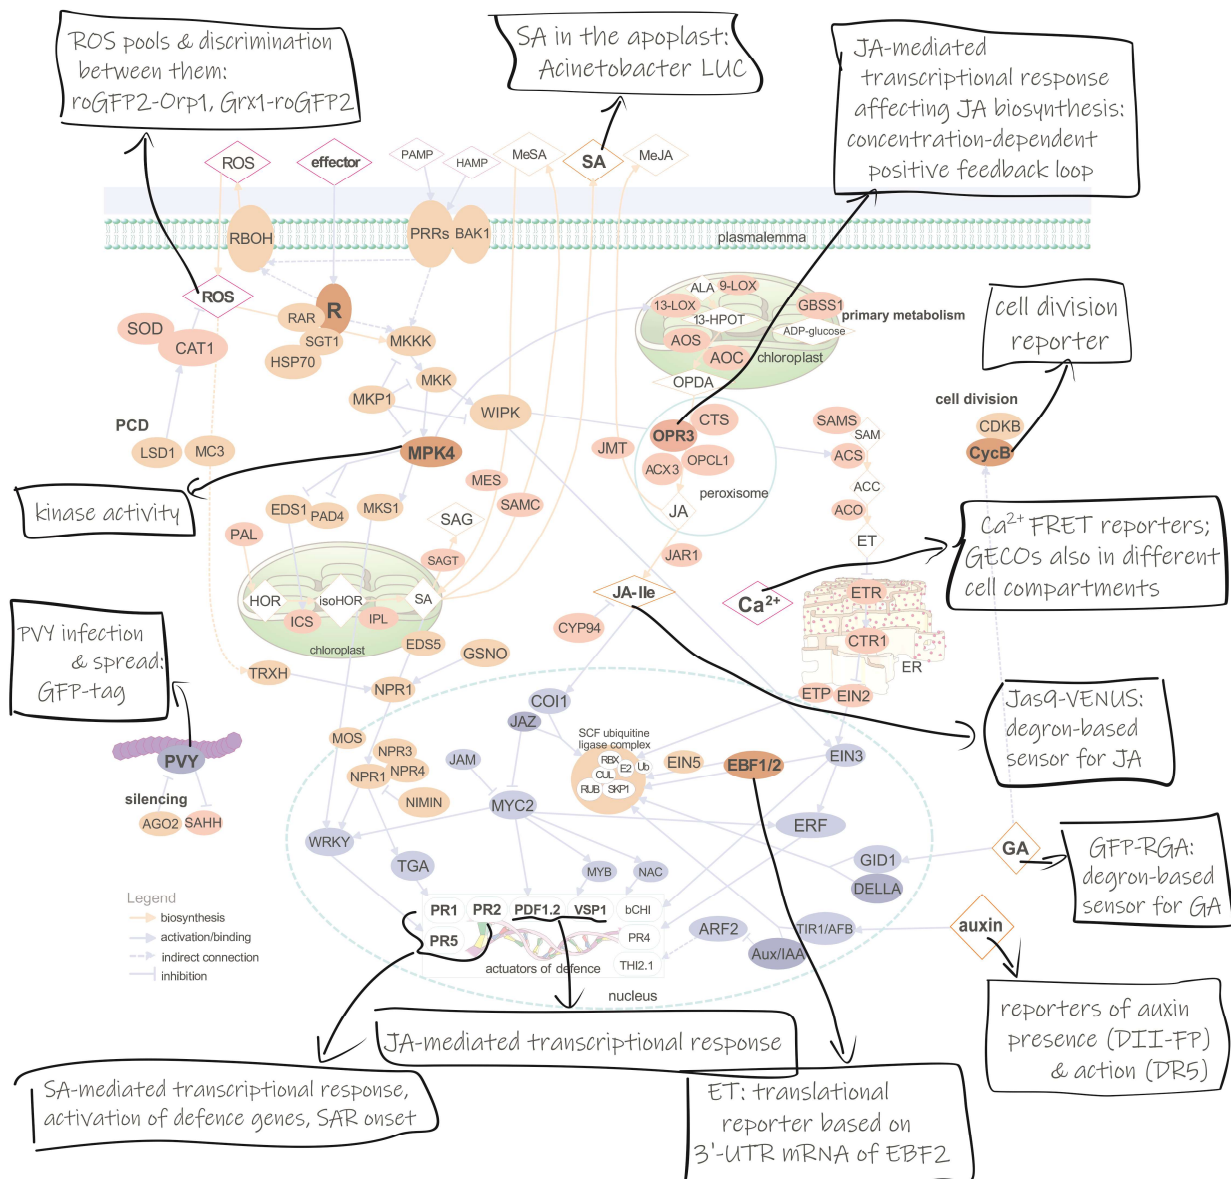 ROS pools & discrimination
between them:
roGFP2-Orp1, Grx1-roGFP2
SA in the apoplast:
Acinetobacter LUC
JA-mediated
transcriptional response
affecting JA biosynthesis:
concentration-dependent
positive feedback loop
ROS
effector
PAMP
HAMP
MeSA
SA
MeJA
RBOH
PRRs
BAK1
plasmalemma
ROS
R
RAR
SGT1
HSP70
SOD
CAT1
MKKK
MKK
MKP1
WIPK
MPK4
PCD
LSD1
MC3
ALA
9-LOX
13-LOX
13-HPOT
GBSS1
primary metabolism
ADP-glucose
AOS
AOC
chloroplast
OPDA
OPR3
CTS
ACX3
OPCL1
peroxisome
JA
JMT
JAR1
SAMS
SAM
ACS
ACC
ACO
ET
cell division
reporter
cell division
CDKB
CycB
kinase activity
EDS1
PAD4
MKS1
MES
SAMC
SAG
SAGT
PAL
HOR
isoHOR
SA
ICS
IPL
chloroplast
EDS5
GSNO
TRXH
NPR1
JA-Ile
CYP94
Ca²⁺
Ca²⁺ FRET reporters;
GECOs also in different
cell compartments
ETR
CTR1
ER
ETP
EIN2
PVY infection
& spread:
GFP-tag
PVY
silencing
AGO2
SAHH
COI1
JAZ
SCF ubiquitine
ligase complex
RBX
E2
Ub
CUL
RUB
SKP1
EIN5
EBF1/2
EIN3
MOS
NPR3
NPR1
NPR4
NIMIN
JAM
MYC2
WRKY
TGA
MYB
NAC
ERF
GID1
DELLA
GA
Jas9-VENUS:
degron-based
sensor for JA
GFP-RGA:
degron-based
sensor for GA
Legend
biosynthesis
activation/binding
indirect connection
inhibition
PR1
PR2
PDF1.2
VSP1
bCHI
PR5
PR4
THI2.1
actuators of defence
nucleus
ARF2
Aux/IAA
TIR1/AFB
auxin
reporters of auxin
presence (DII-FP)
& action (DR5)
JA-mediated transcriptional response
SA-mediated transcriptional response,
activation of defence genes, SAR onset
ET: translational
reporter based on
3'-UTR mRNA of EBF2